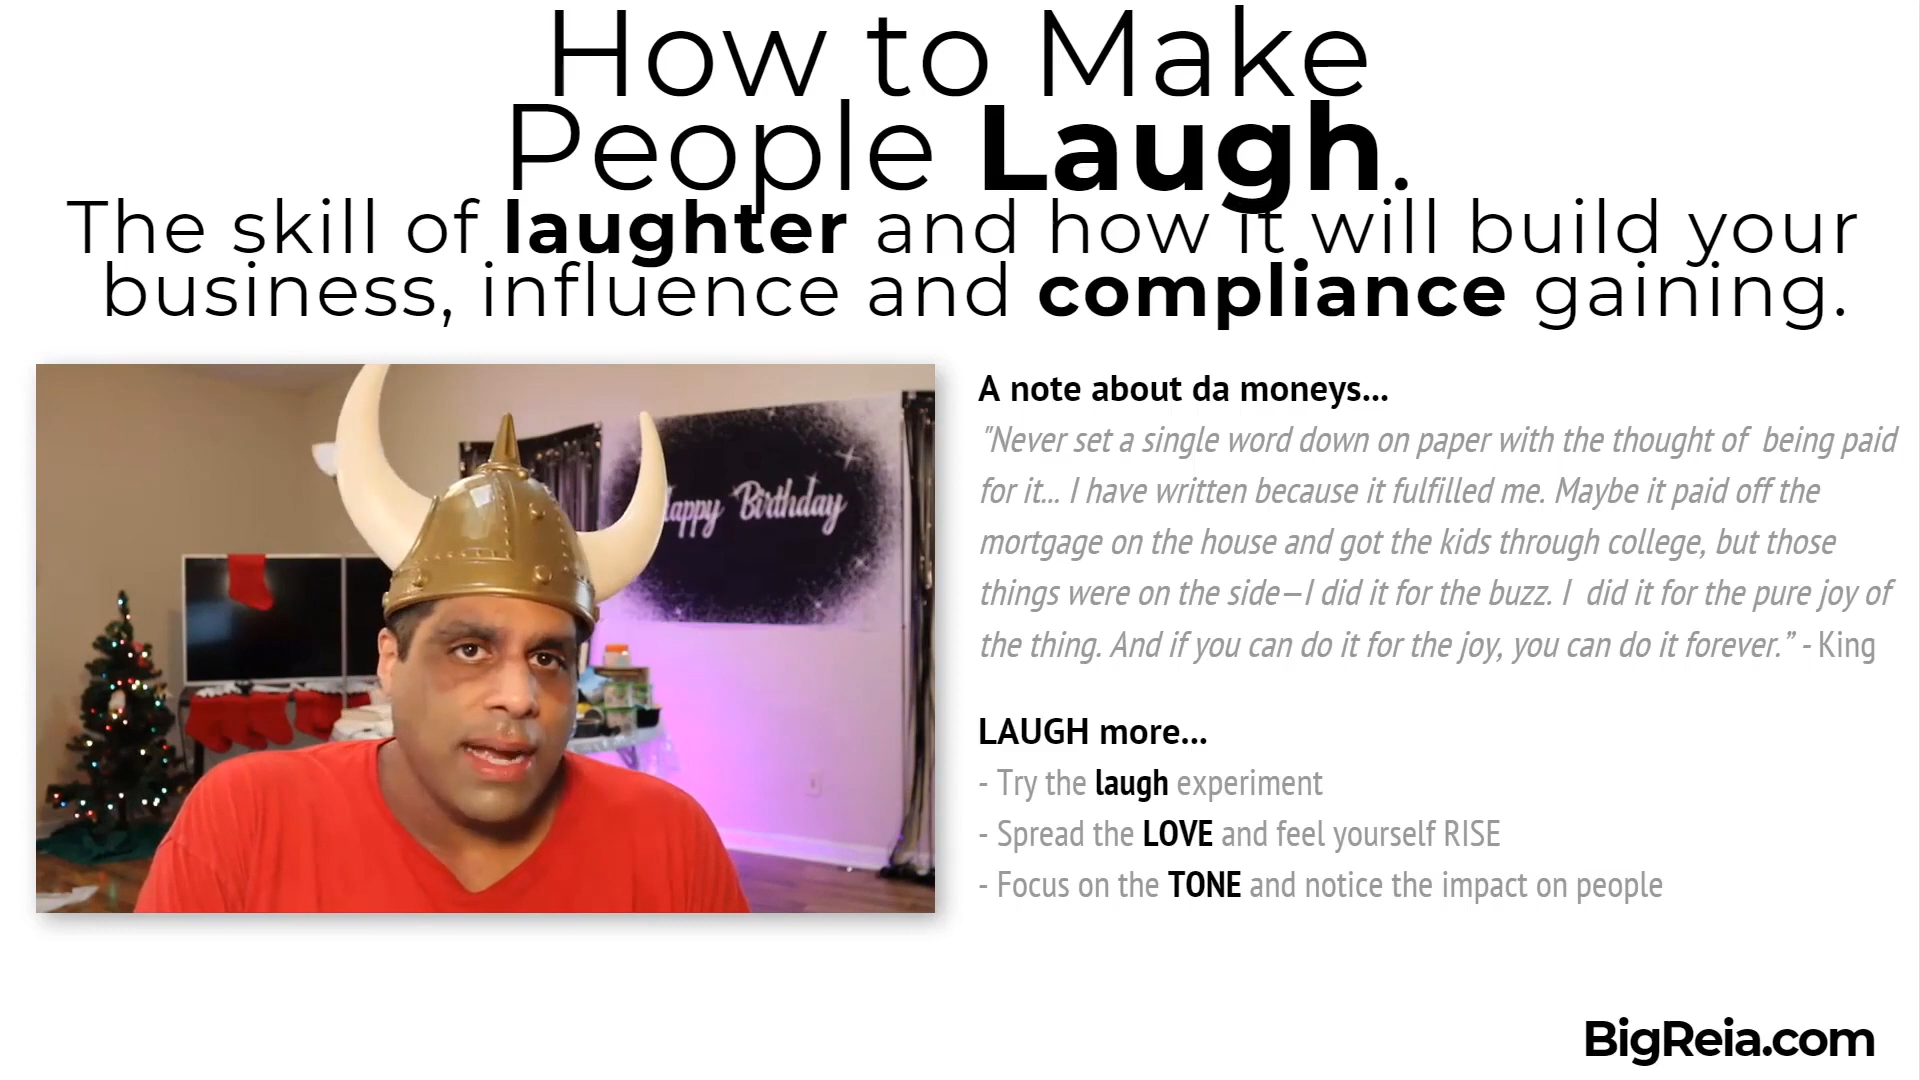 How to Make
People Laugh.
The skill of laughter and how it will build your
business, influence and compliance gaining.
Happy Birthday
A note about da moneys...
"Never set a single word down on paper with the thought of being paid
for it... I have written because it fulfilled me. Maybe it paid off the
mortgage on the house and got the kids through college, but those
things were on the side—I did it for the buzz. I did it for the pure joy of
the thing. And if you can do it for the joy, you can do it forever.” - King
LAUGH more...
- Try the laugh experiment
- Spread the LOVE and feel yourself RISE
- Focus on the TONE and notice the impact on people
BigReia.com